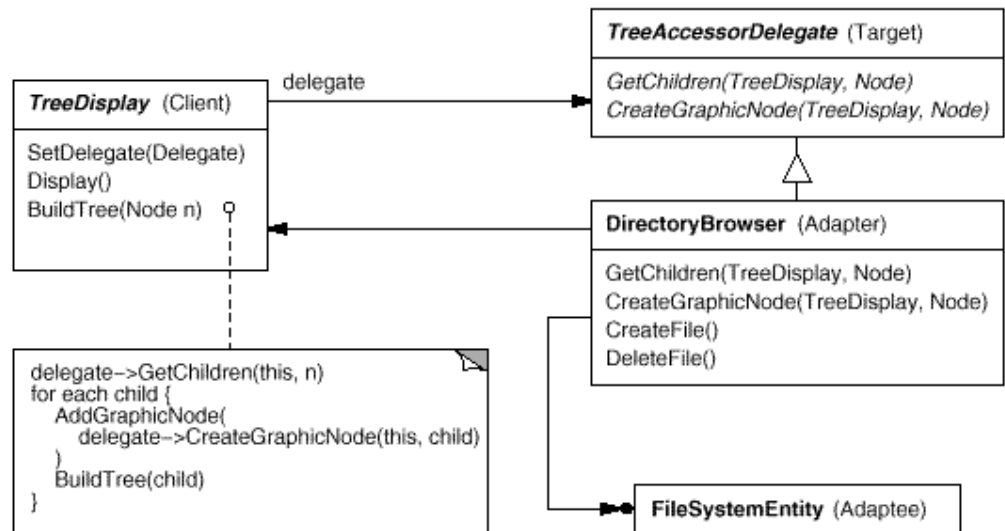 TreeAccessorDelegate (Target)
GetChildren(TreeDisplay, Node)
CreateGraphicNode(TreeDisplay, Node)
delegate
TreeDisplay (Client)
SetDelegate(Delegate)
Display()
BuildTree(Node n)
DirectoryBrowser (Adapter)
GetChildren(TreeDisplay, Node)
CreateGraphicNode(TreeDisplay, Node)
CreateFile()
DeleteFile()
delegate->GetChildren(this, n)
for each child {
AddGraphicNode(
delegate->CreateGraphicNode(this, child)
)
BuildTree(child)
}
FileSystemEntity (Adaptee)